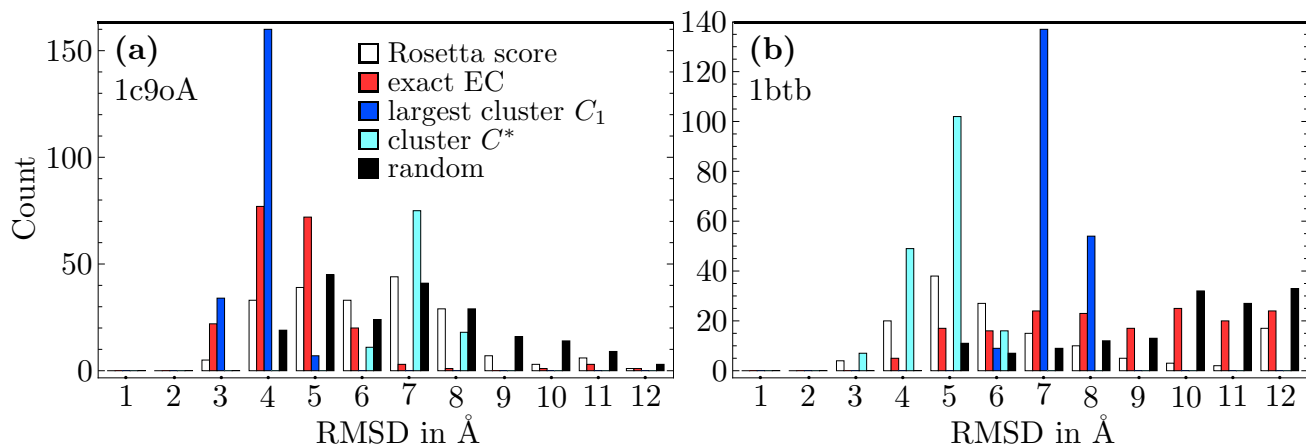 (a)
1c9oA
Rosetta score
exact EC
largest cluster C₁
cluster C*
random
Count
150
100
50
0
1 2 3 4 5 6 7 8 9 10 11 12
RMSD in Å
(b)
1btb
140
120
100
80
60
40
20
0
1 2 3 4 5 6 7 8 9 10 11 12
RMSD in Å